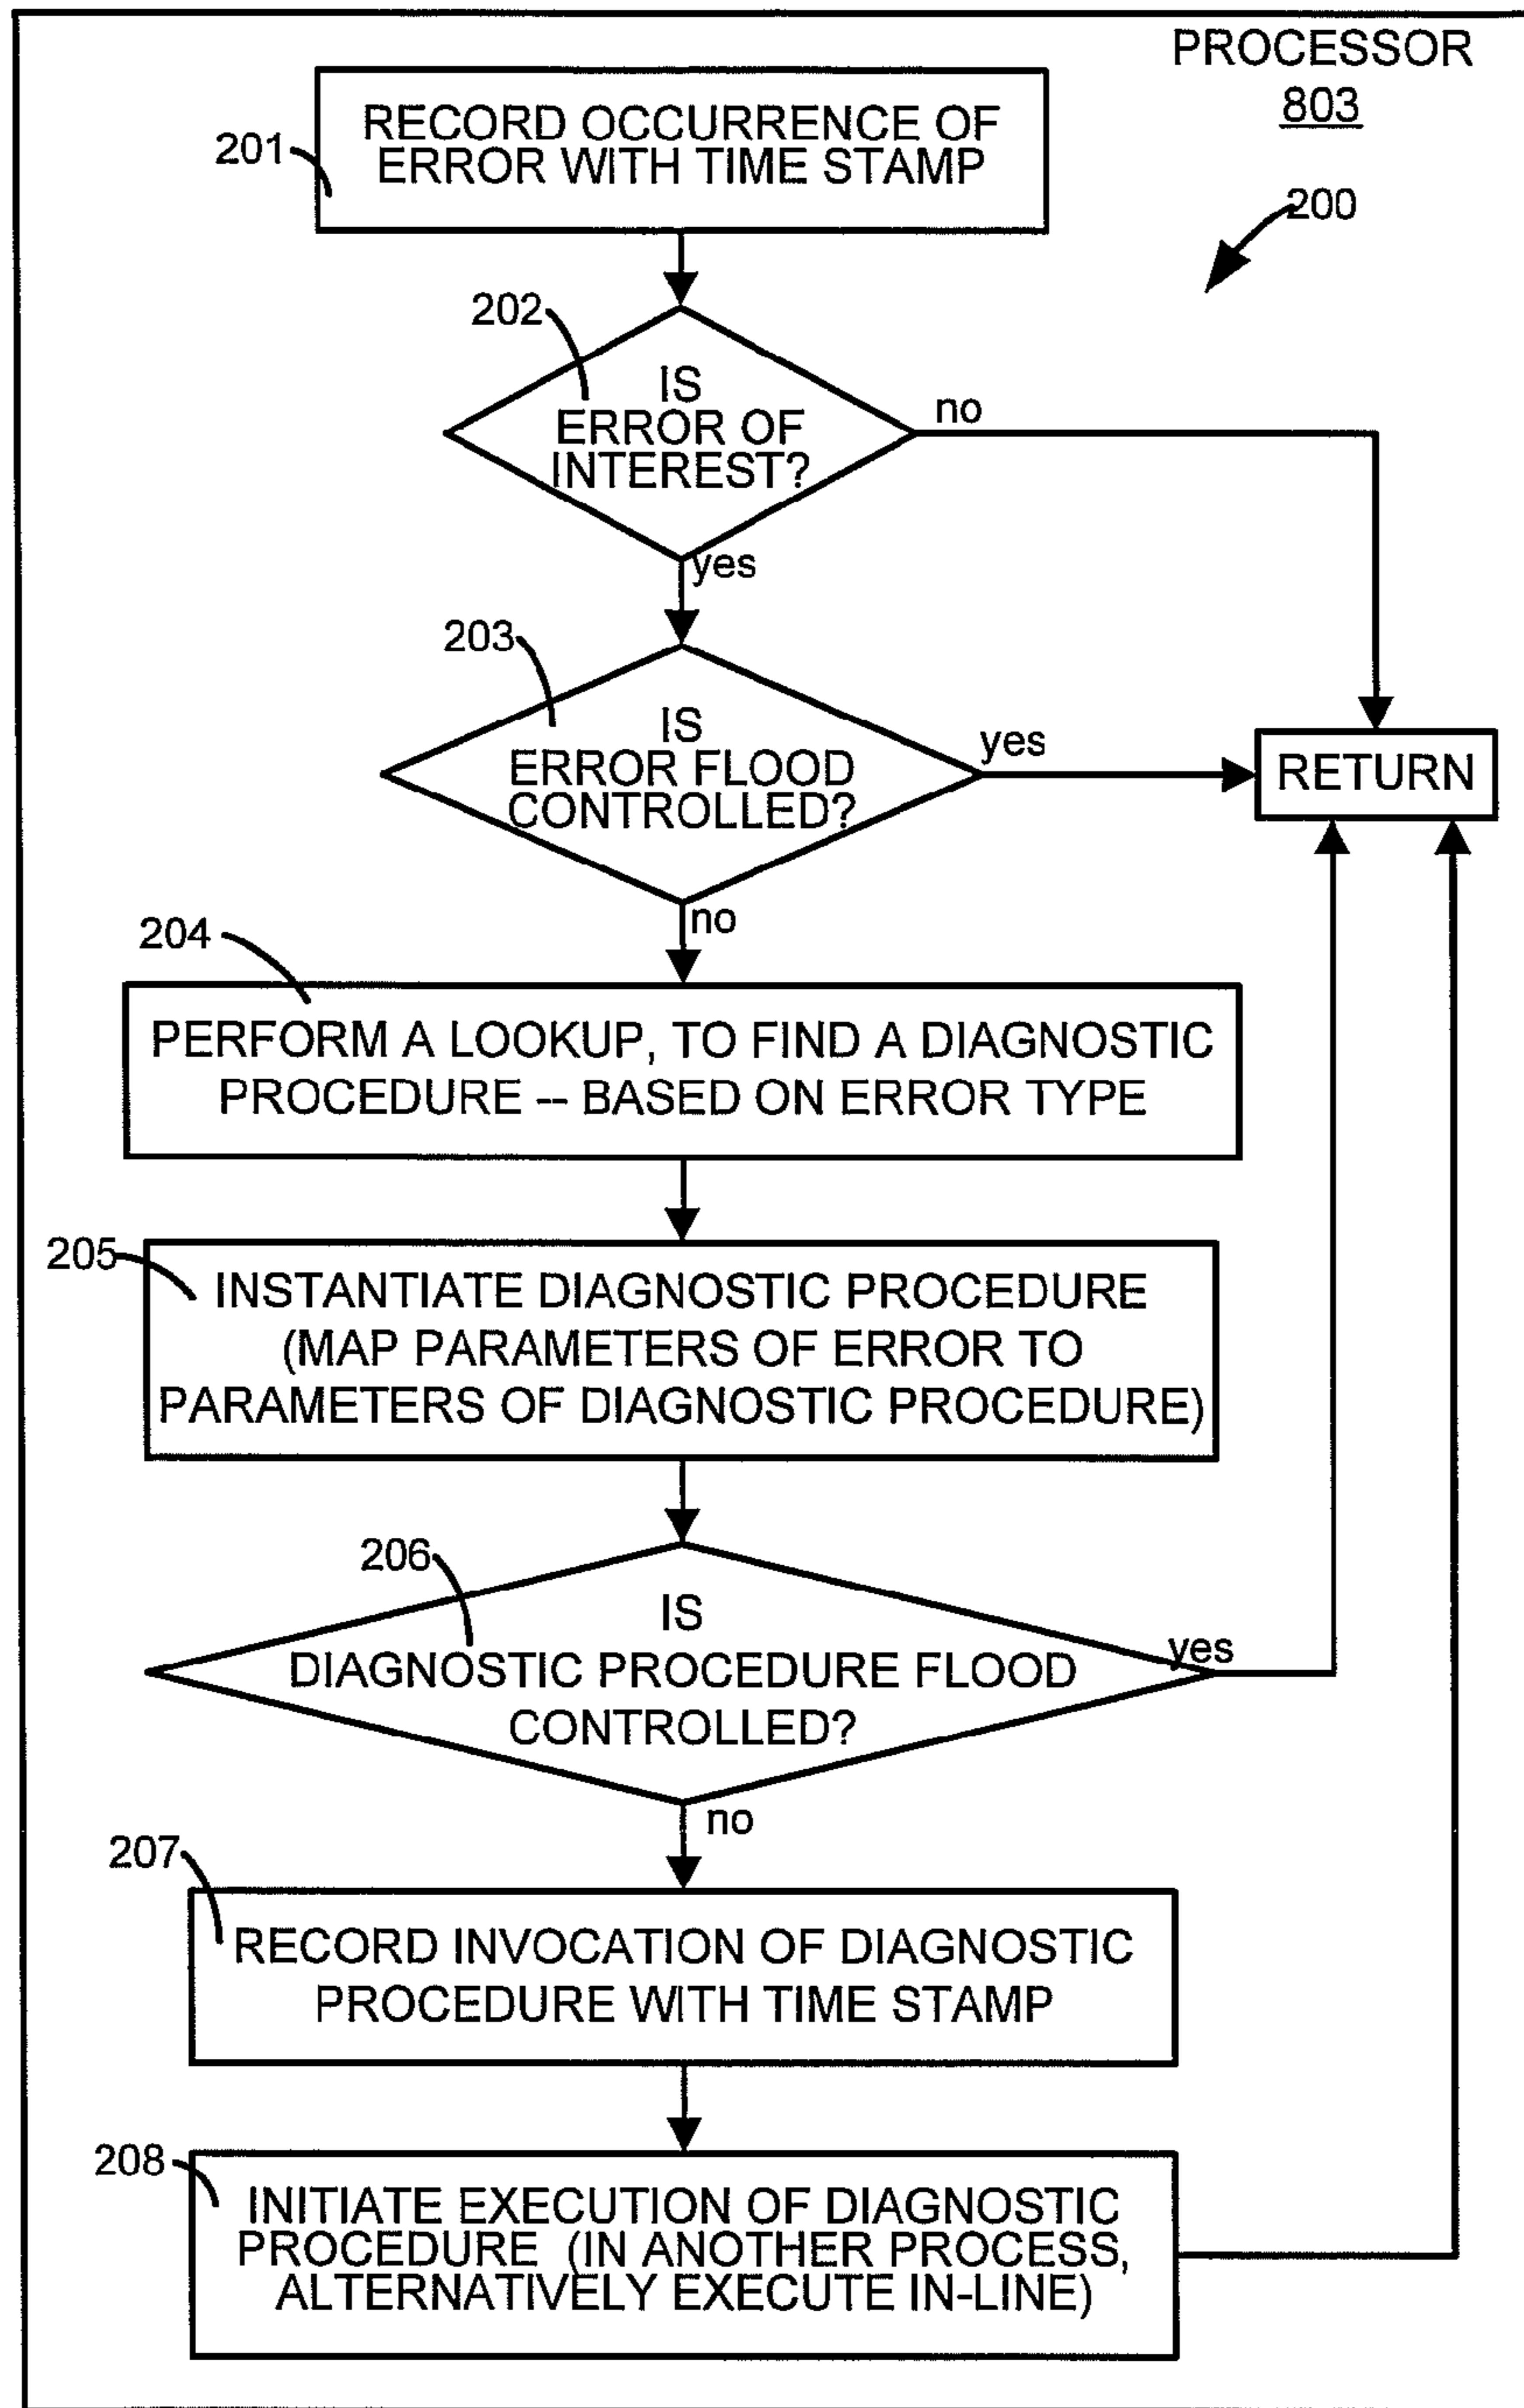 PROCESSOR
803
200
201
RECORD OCCURRENCE OF
ERROR WITH TIME STAMP
202
IS
ERROR OF
INTEREST?
no
yes
203
IS
ERROR FLOOD
CONTROLLED?
yes
RETURN
no
204
PERFORM A LOOKUP, TO FIND A DIAGNOSTIC
PROCEDURE -- BASED ON ERROR TYPE
205
INSTANTIATE DIAGNOSTIC PROCEDURE
(MAP PARAMETERS OF ERROR TO
PARAMETERS OF DIAGNOSTIC PROCEDURE)
206
IS
DIAGNOSTIC PROCEDURE FLOOD
CONTROLLED?
yes
no
207
RECORD INVOCATION OF DIAGNOSTIC
PROCEDURE WITH TIME STAMP
208
INITIATE EXECUTION OF DIAGNOSTIC
PROCEDURE (IN ANOTHER PROCESS,
ALTERNATIVELY EXECUTE IN-LINE)